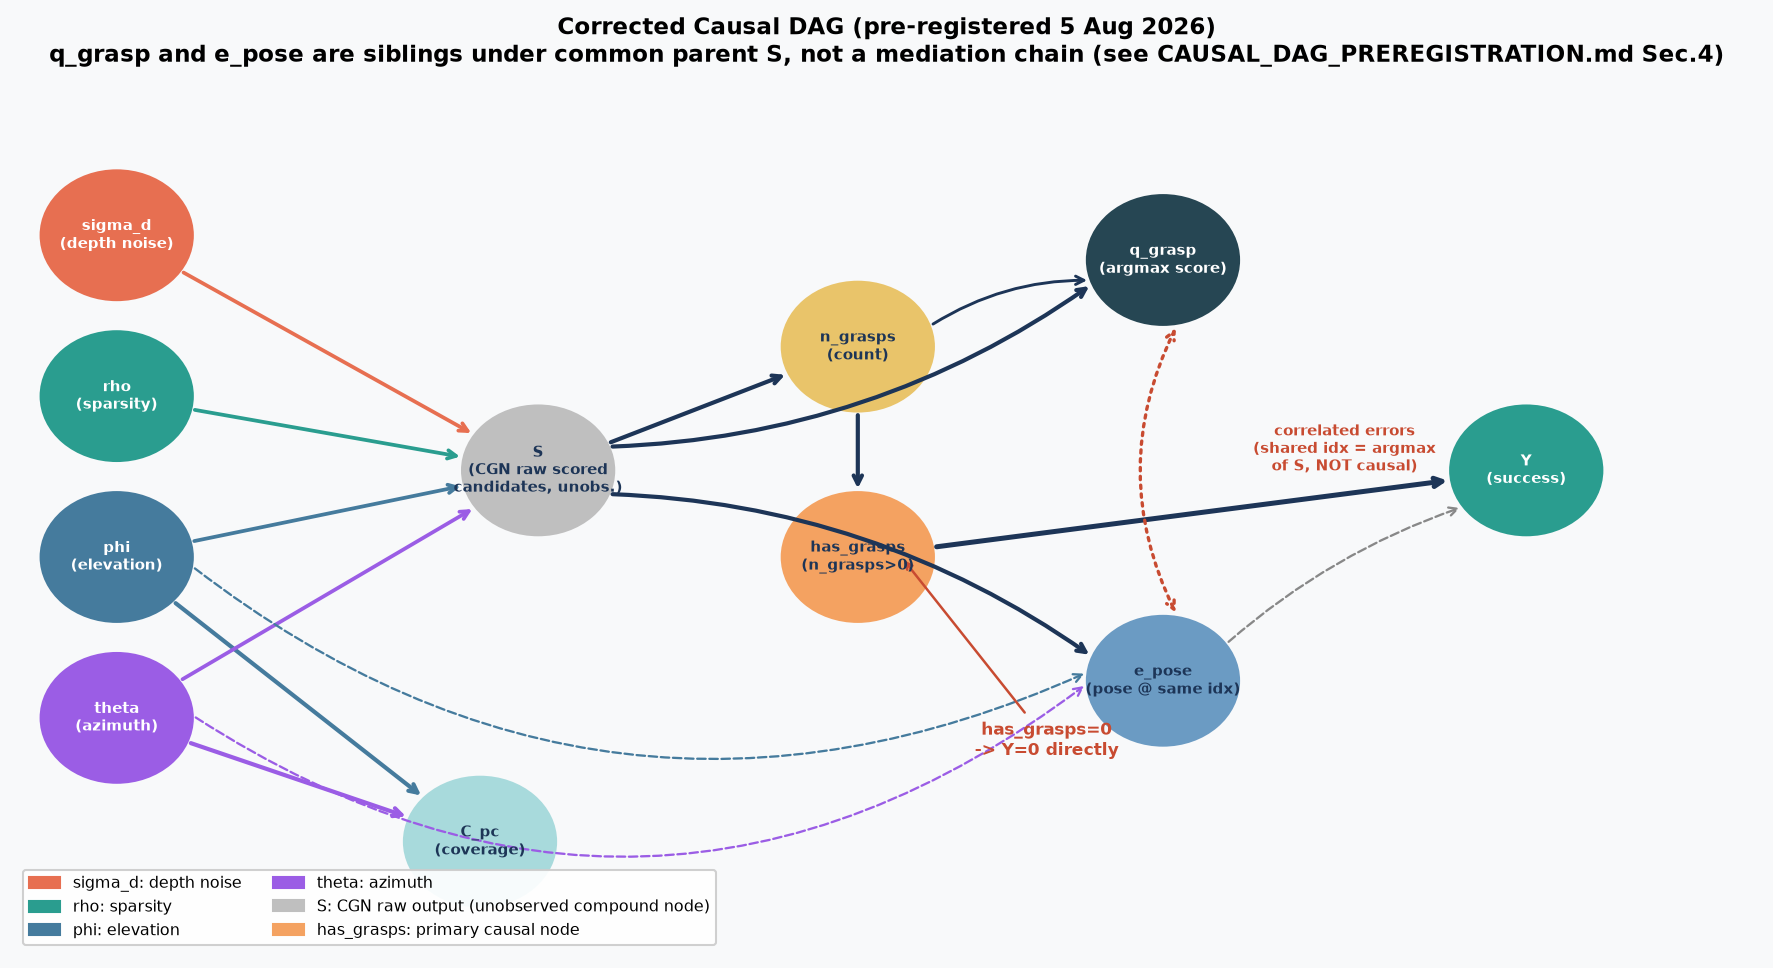 Corrected Causal DAG (pre-registered 5 Aug 2026)
q_grasp and e_pose are siblings under common parent S, not a mediation chain (see CAUSAL_DAG_PREREGISTRATION.md Sec.4)
sigma_d
(depth noise)
rho
(sparsity)
phi
(elevation)
theta
(azimuth)
S
(CGN raw scored
candidates, unobs.)
C_pc
(coverage)
n_grasps
(count)
has_grasps
(n_grasps>0)
q_grasp
(argmax score)
e_pose
(pose @ same idx)
correlated errors
(shared idx = argmax
of S, NOT causal)
Y
(success)
has_grasps=0
-> Y=0 directly
sigma_d: depth noise
rho: sparsity
phi: elevation
theta: azimuth
S: CGN raw output (unobserved compound node)
has_grasps: primary causal node